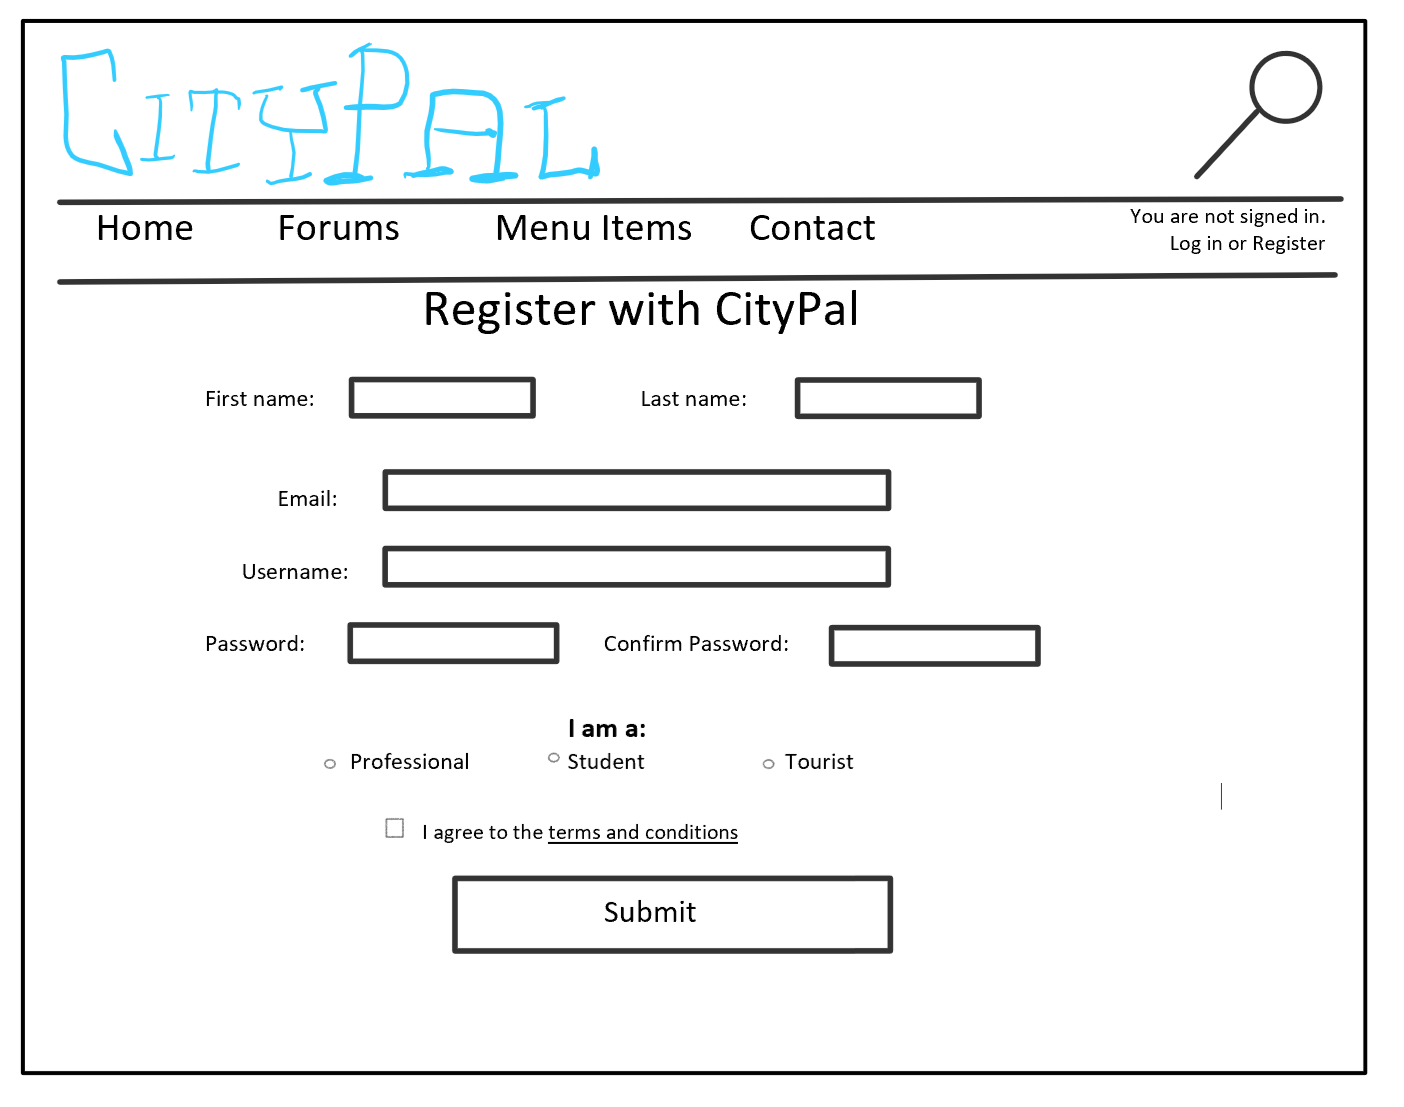 CITYPAL
Home Forums Menu Items Contact
You are not signed in.
Log in or Register
Register with CityPal
First name: Last name:
Email:
Username:
Password: Confirm Password:
I am a:
Professional Student Tourist
I agree to the terms and conditions
Submit